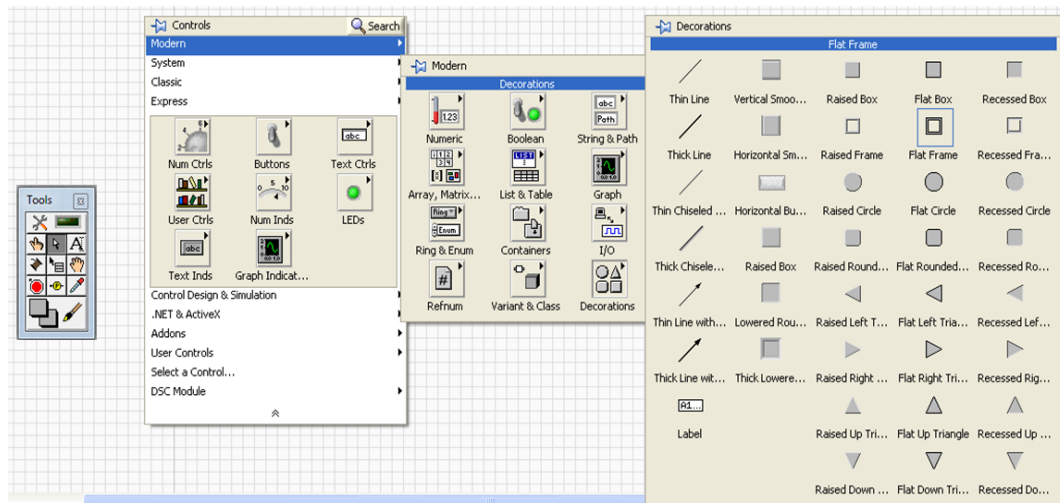 Tools
Controls
Search
Modern
System
Classic
Express
Num Ctrls Buttons Text Ctrls
User Ctrls Num Inds LEDs
Text Inds Graph Indicat...
Control Design & Simulation
.NET & ActiveX
Addons
User Controls
Select a Control...
DSC Module
Modern
Decorations
Numeric Boolean String & Path
Array, Matrix... List & Table Graph
Ring & Enum Containers I/O
Refnum Variant & Class Decorations
Decorations
Flat Frame
Thin Line Vertical Smoo... Raised Box Flat Box Recessed Box
Thick Line Horizontal Sm... Raised Frame Flat Frame Recessed Fra...
Thin Chiseled ... Horizontal Bu... Raised Circle Flat Circle Recessed Circle
Thick Chisele... Raised Box Raised Round... Flat Rounded... Recessed Ro...
Thin Line with... Lowered Rou... Raised Left T... Flat Left Tria... Recessed Lef...
Thick Line wit... Thick Lowere... Raised Right ... Flat Right Tri... Recessed Rig...
Label Raised Up Tri... Flat Up Triangle Recessed Up ...
Raised Down ... Flat Down Tri... Recessed Do...